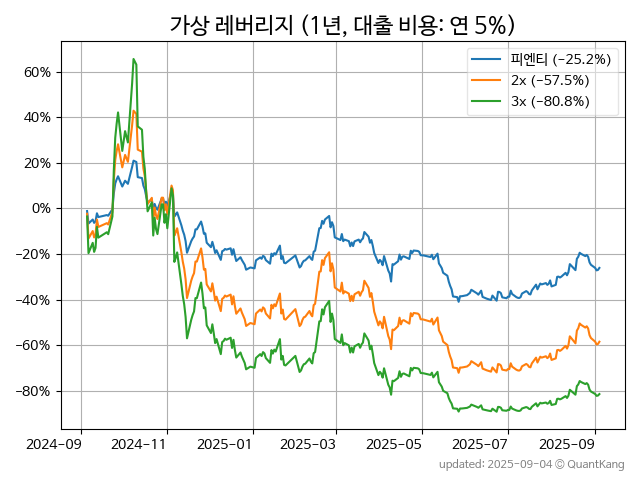 가상 레버리지 (1년, 대출 비용: 연 5%)
피엔티 (-25.2%)
2x (-57.5%)
3x (-80.8%)
60%
40%
20%
0%
-20%
-40%
-60%
-80%
2024-09 2024-11 2025-01 2025-03 2025-05 2025-07 2025-09
updated: 2025-09-04 © QuantKang